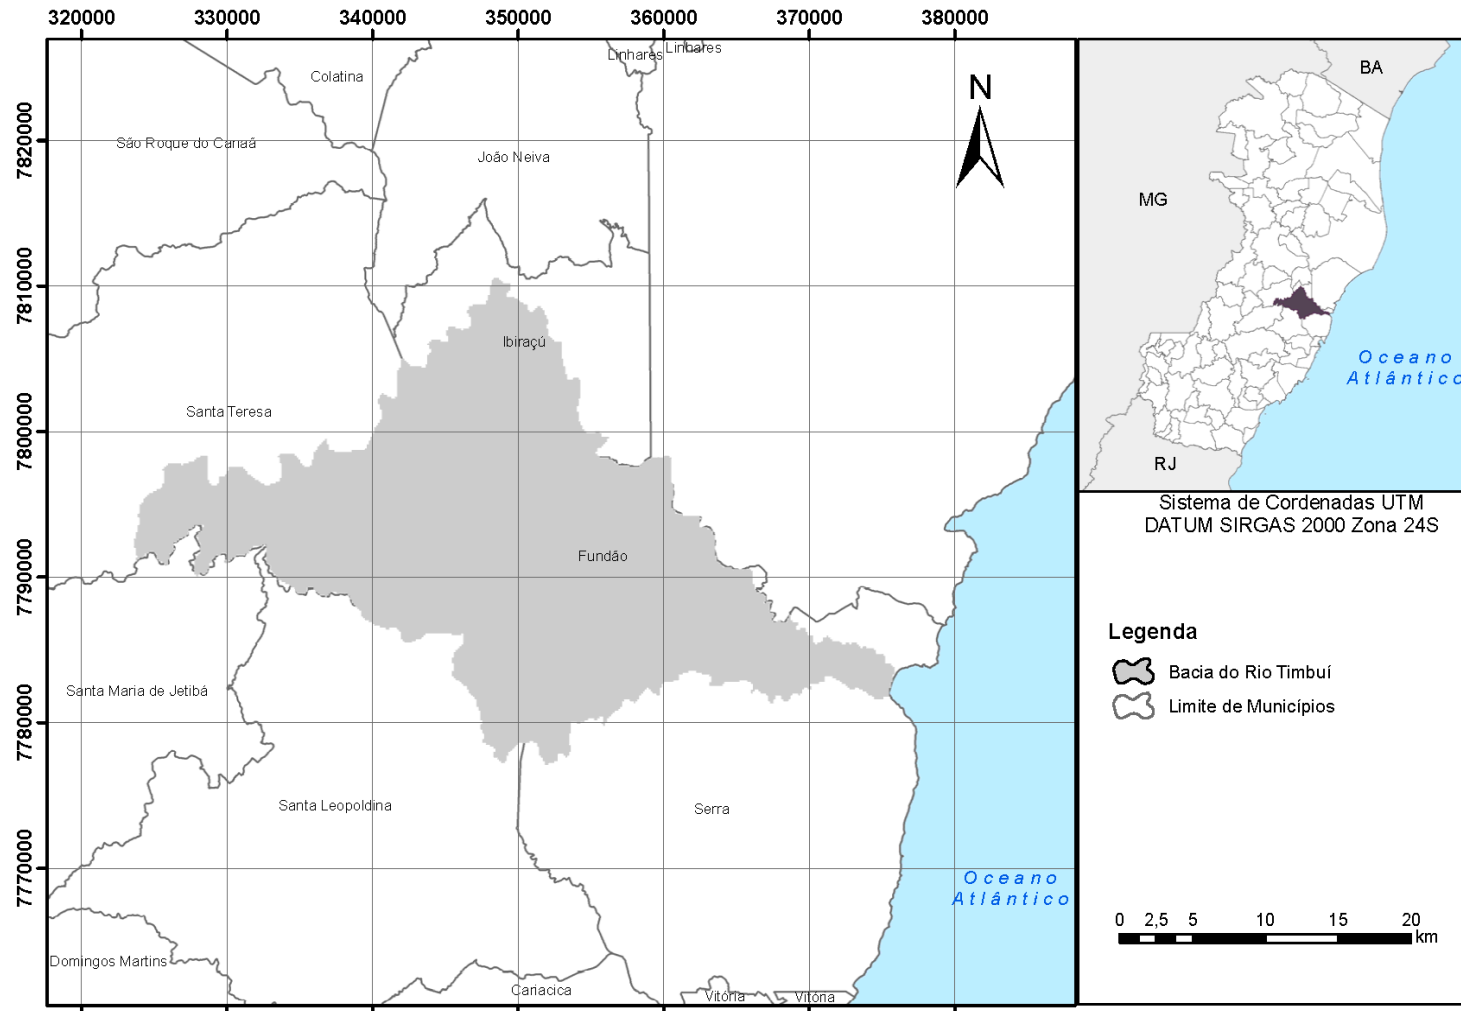 320000 330000 340000 350000 360000 370000 380000
7820000
7810000
7800000
7790000
7780000
7770000
Linhares
Linhares
Colatina
São Roque do Canaã
João Neiva
N
Ibiraçú
Santa Teresa
Fundão
Santa Maria de Jetibá
Santa Leopoldina
Serra
Oceano
Atlântico
Domingos Martins
Cariacica
Vitória
Vitória
BA
MG
Oceano
Atlântico
RJ
Sistema de Cordenadas UTM
DATUM SIRGAS 2000 Zona 24S
Legenda
Bacia do Rio Timbuí
Limite de Municípios
0 2,5 5 10 15 20
km